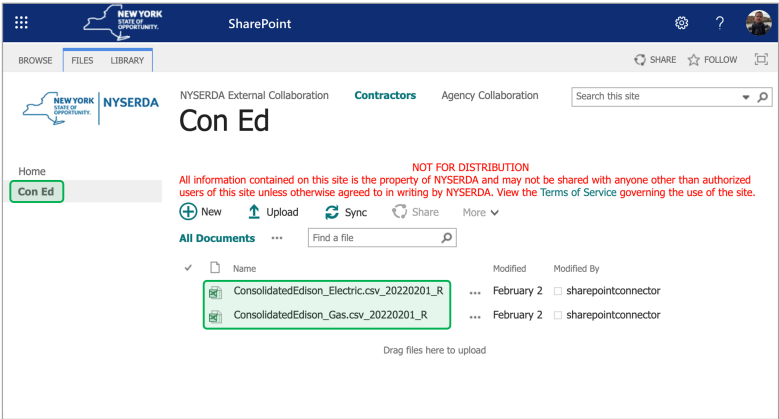 NEW YORK
STATE OF
OPPORTUNITY.
SharePoint
?
BROWSE FILES LIBRARY
SHARE FOLLOW
NEW YORK
STATE OF
OPPORTUNITY.
NYSERDA
NYSERDA External Collaboration Contractors Agency Collaboration
Search this site
Con Ed
Home
Con Ed
NOT FOR DISTRIBUTION
All information contained on this site is the property of NYSERDA and may not be shared with anyone other than authorized
users of this site unless otherwise agreed to in writing by NYSERDA. View the Terms of Service governing the use of the site.
New Upload Sync Share More
All Documents ... Find a file
Name Modified Modified By
ConsolidatedEdison_Electric.csv_20220201_R ... February 2 sharepointconnector
ConsolidatedEdison_Gas.csv_20220201_R ... February 2 sharepointconnector
Drag files here to upload